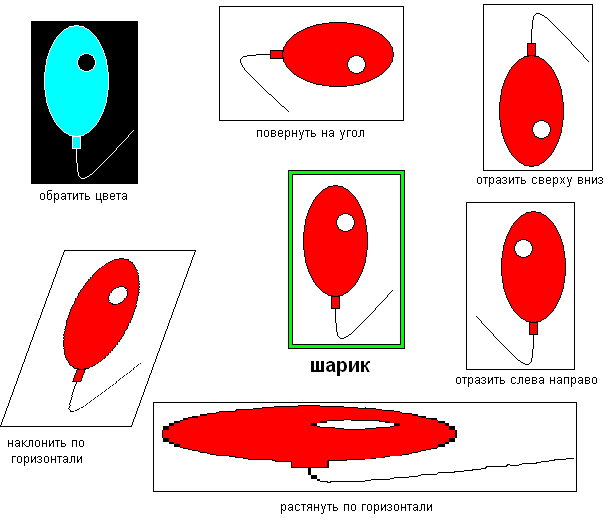 повернуть на угол
отразить сверху вниз
обратить цвета
шарик
отразить слева направо
наклонить по
горизонтали
растянуть по горизонтали